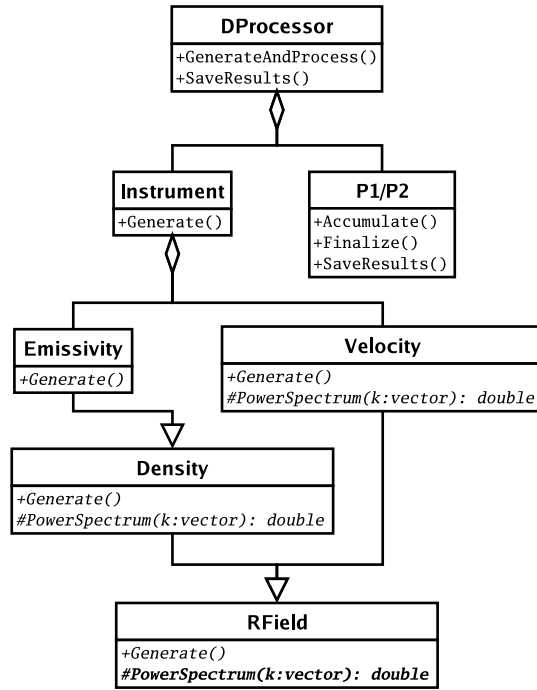 DProcessor
+GenerateAndProcess()
+SaveResults()
Instrument
+Generate()
P1/P2
+Accumulate()
+Finalize()
+SaveResults()
Emissivity
+Generate()
Velocity
+Generate()
#PowerSpectrum(k:vector): double
Density
+Generate()
#PowerSpectrum(k:vector): double
RField
+Generate()
#PowerSpectrum(k:vector): double